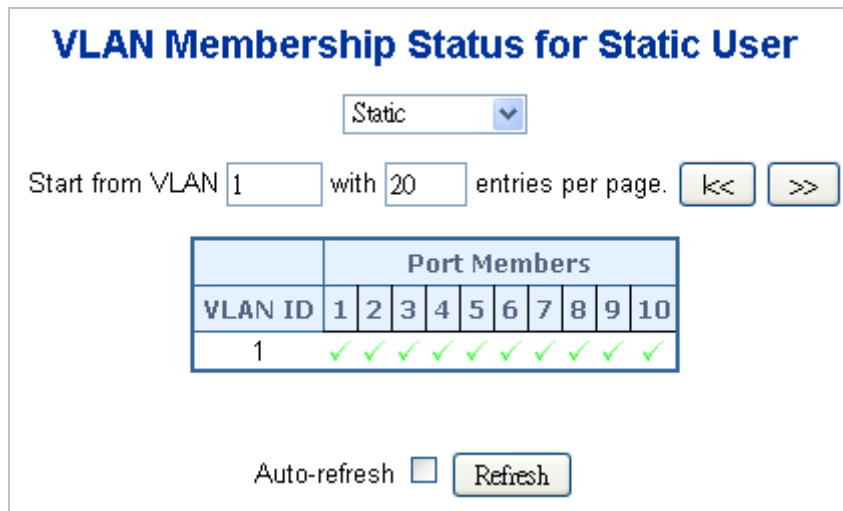 VLAN Membership Status for Static User
Static
Start from VLAN 1 with 20 entries per page. k<< >>
Port Members
VLAN ID 1 2 3 4 5 6 7 8 9 10
1 ✓ ✓ ✓ ✓ ✓ ✓ ✓ ✓ ✓ ✓
Auto-refresh Refresh